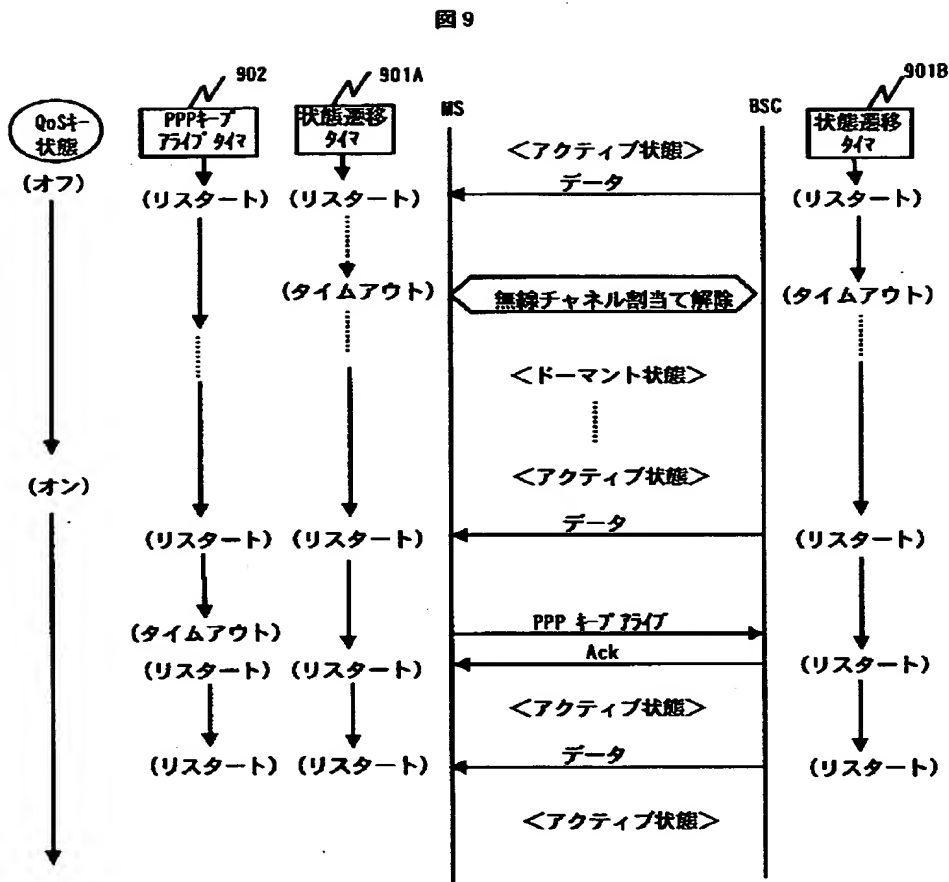 図9
902
901A
901B
QoSキー
状態
PPPキープ
アライブ タイマ
状態遷移
タイマ
MS
BSC
状態遷移
タイマ
<アクティブ状態>
(オフ)
(リスタート) (リスタート)
データ
(リスタート)
(タイムアウト)
無線チャネル割当て解除
(タイムアウト)
<ドーマント状態>
(オン)
<アクティブ状態>
(リスタート) (リスタート)
データ
(リスタート)
(タイムアウト)
PPP キープ アライブ
(リスタート) (リスタート)
Ack
(リスタート)
<アクティブ状態>
(リスタート) (リスタート)
データ
(リスタート)
<アクティブ状態>